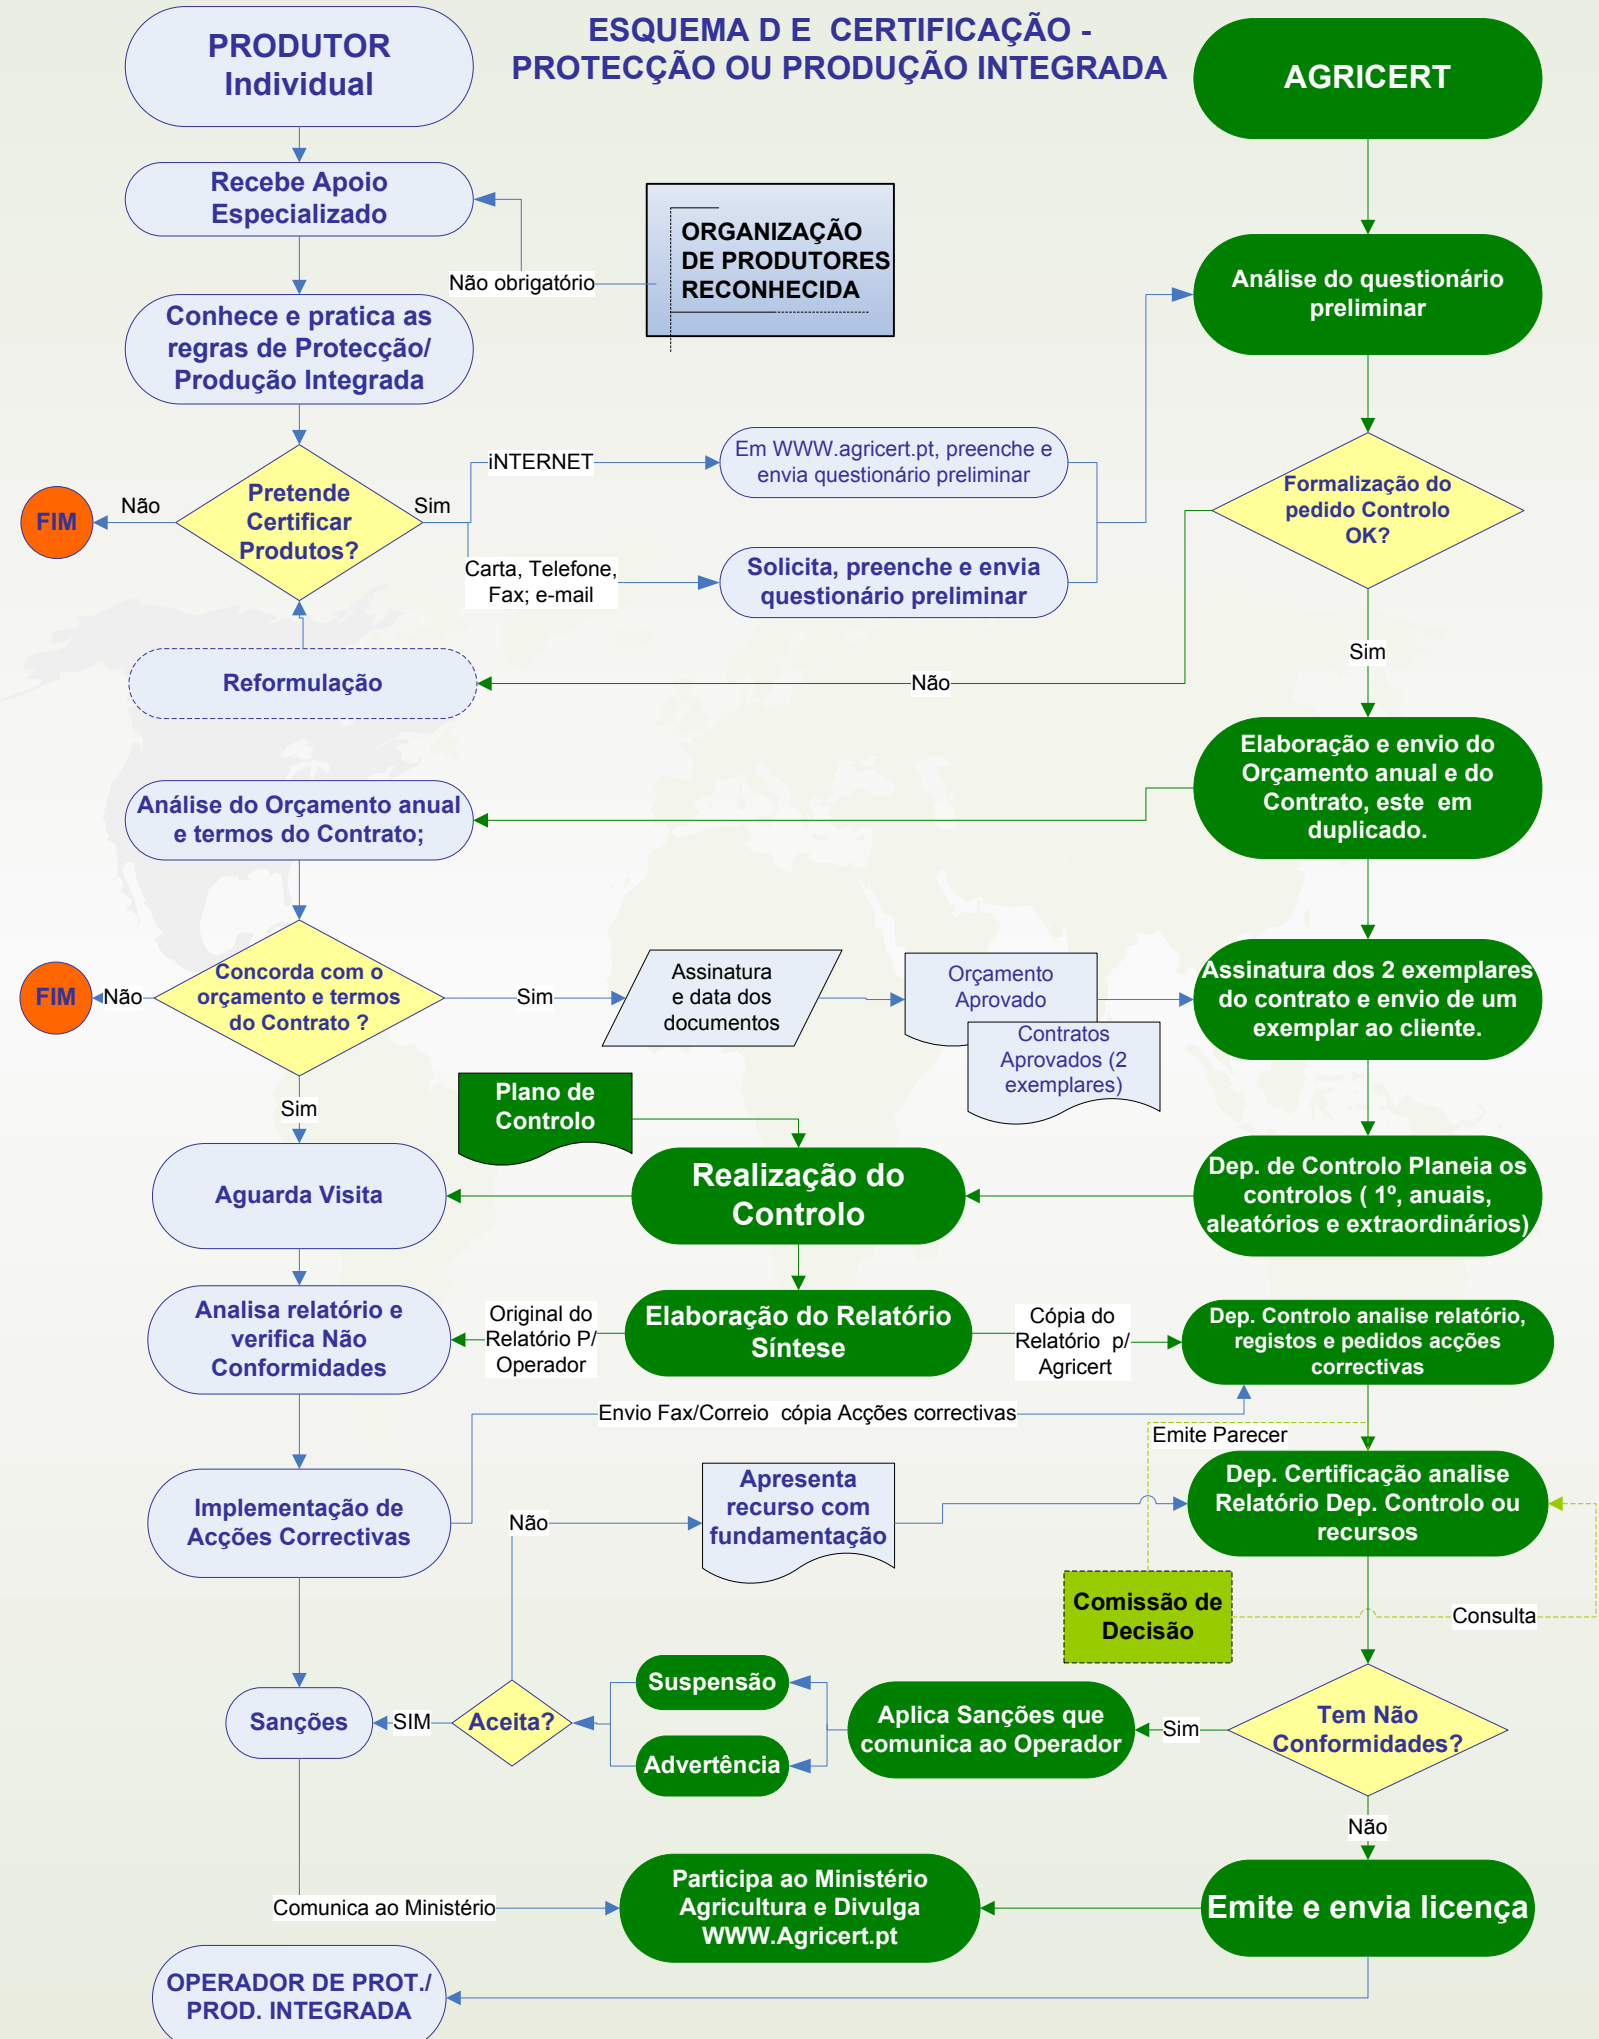 ESQUEMA D E  CERTIFICAÇÃO -
PROTECÇÃO OU PRODUÇÃO INTEGRADA
PRODUTOR
Individual
AGRICERT
Recebe Apoio
Especializado
ORGANIZAÇÃO
DE PRODUTORES
RECONHECIDA
Não obrigatório
Análise do questionário
preliminar
Conhece e pratica as
regras de Protecção/
Produção Integrada
iNTERNET
Em WWW.agricert.pt, preenche e
envia questionário preliminar
FIM
Não
Pretende
Certificar
Produtos?
Sim
Formalização do
pedido Controlo
OK?
Carta, Telefone,
Fax; e-mail
Solicita, preenche e envia
questionário preliminar
Sim
Reformulação
Não
Elaboração e envio do
Orçamento anual e do
Contrato, este  em
duplicado.
Análise do Orçamento anual
e termos do Contrato;
FIM
Não
Concorda com o
orçamento e termos
do Contrato ?
Sim
Assinatura
e data dos
documentos
Orçamento
Aprovado
Contratos
Aprovados (2
exemplares)
Assinatura dos 2 exemplares
do contrato e envio de um
exemplar ao cliente.
Sim
Plano de
Controlo
Aguarda Visita
Realização do
Controlo
Dep. de Controlo Planeia os
controlos ( 1º, anuais,
aleatórios e extraordinários)
Analisa relatório e
verifica Não
Conformidades
Original do
Relatório P/
Operador
Elaboração do Relatório
Síntese
Cópia do
Relatório  p/
Agricert
Dep. Controlo analise relatório,
registos e pedidos acções
correctivas
Envio Fax/Correio  cópia Acções correctivas
Emite Parecer
Implementação de
Acções Correctivas
Não
Apresenta
recurso com
fundamentação
Dep. Certificação analise
Relatório Dep. Controlo ou
recursos
Comissão de
Decisão
Consulta
Sanções
SIM
Aceita?
Suspensão
Advertência
Aplica Sanções que
comunica ao Operador
Sim
Tem Não
Conformidades?
Não
Comunica ao Ministério
Participa ao Ministério
Agricultura e Divulga
WWW.Agricert.pt
Emite e envia licença
OPERADOR DE PROT./
PROD. INTEGRADA